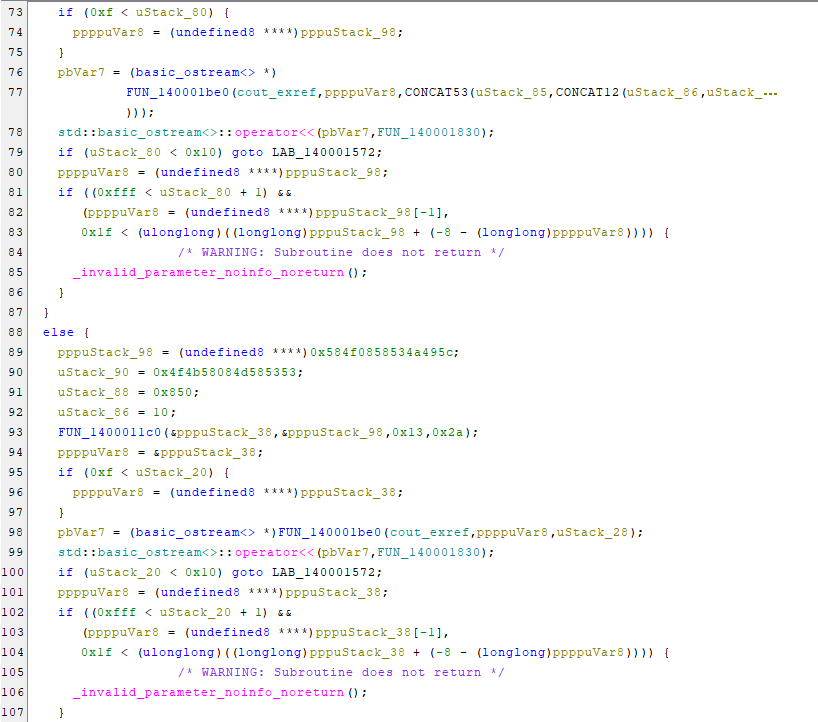 73 if (0xf < uStack_80) {
74 ppppuVar8 = (undefined8 ****)pppuStack_98;
75 }
76 pbVar7 = (basic_ostream<> *)
77 FUN_140001be0(cout_exref,ppppuVar8,CONCAT53(uStack_85,CONCAT12(uStack_86,uStack_---
)));
78 std::basic_ostream<>::operator<<(pbVar7,FUN_140001830);
79 if (uStack_80 < 0x10) goto LAB_140001572;
80 ppppuVar8 = (undefined8 ****)pppuStack_98;
81 if ((0xfff < uStack_80 + 1) &&
82 (ppppuVar8 = (undefined8 ****)pppuStack_98[-1],
83 0x1f < (ulonglong)((longlong)pppuStack_98 + (-8 - (longlong)ppppuVar8)))) {
84 /* WARNING: Subroutine does not return */
85 _invalid_parameter_noinfo_noreturn();
86 }
87 }
88 else {
89 pppuStack_98 = (undefined8 ****)0x584f0858534a495c;
90 uStack_90 = 0x4f4b58084d585353;
91 uStack_88 = 0x850;
92 uStack_86 = 10;
93 FUN_1400011c0(&pppuStack_38,&pppuStack_98,0x13,0x2a);
94 ppppuVar8 = &pppuStack_38;
95 if (0xf < uStack_20) {
96 ppppuVar8 = (undefined8 ****)pppuStack_38;
97 }
98 pbVar7 = (basic_ostream<> *)FUN_140001be0(cout_exref,ppppuVar8,uStack_28);
99 std::basic_ostream<>::operator<<(pbVar7,FUN_140001830);
100 if (uStack_20 < 0x10) goto LAB_140001572;
101 ppppuVar8 = (undefined8 ****)pppuStack_38;
102 if ((0xfff < uStack_20 + 1) &&
103 (ppppuVar8 = (undefined8 ****)pppuStack_38[-1],
104 0x1f < (ulonglong)((longlong)pppuStack_38 + (-8 - (longlong)ppppuVar8)))) {
105 /* WARNING: Subroutine does not return */
106 _invalid_parameter_noinfo_noreturn();
107 }